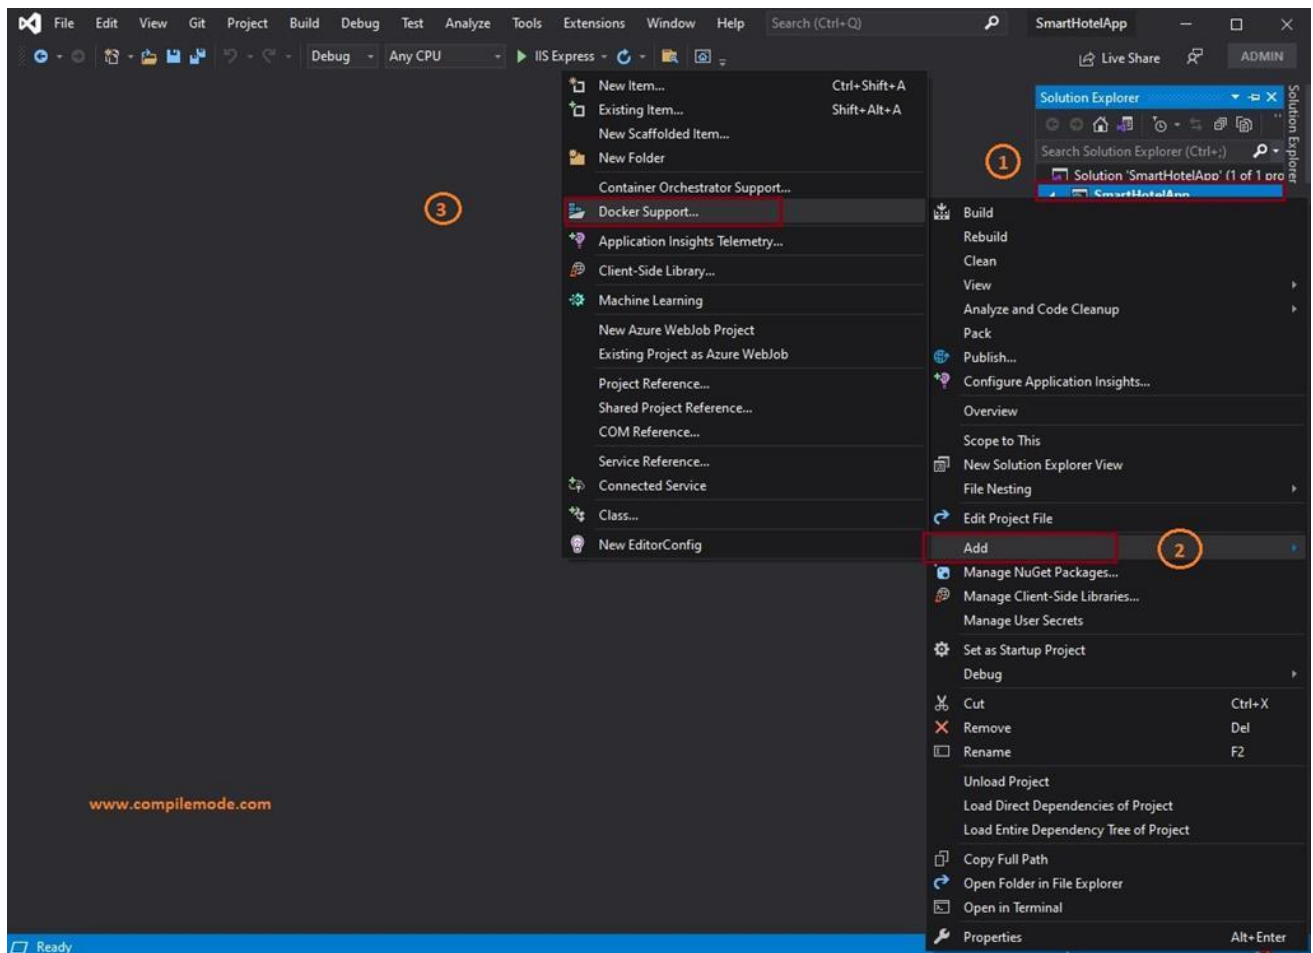 File Edit View Git Project Build Debug Test Analyze Tools Extensions Window Help Search (Ctrl+Q) SmartHotelApp
Debug Any CPU IIS Express Live Share ADMIN
Solution Explorer
Search Solution Explorer (Ctrl+;)
Solution 'SmartHotelApp' (1 of 1 pro
SmartHotelApp
Solution Explorer
1
New Item... Ctrl+Shift+A
Existing Item... Shift+Alt+A
New Scaffolded Item...
New Folder
Container Orchestrator Support...
3
Docker Support...
Application Insights Telemetry...
Client-Side Library...
Machine Learning
New Azure WebJob Project
Existing Project as Azure WebJob
Project Reference...
Shared Project Reference...
COM Reference...
Service Reference...
Connected Service
Class...
New EditorConfig
Build
Rebuild
Clean
View
Analyze and Code Cleanup
Pack
Publish...
Configure Application Insights...
Overview
Scope to This
New Solution Explorer View
File Nesting
Edit Project File
Add
2
Manage NuGet Packages...
Manage Client-Side Libraries...
Manage User Secrets
Set as Startup Project
Debug
Cut Ctrl+X
Remove Del
Rename F2
Unload Project
Load Direct Dependencies of Project
Load Entire Dependency Tree of Project
Copy Full Path
Open Folder in File Explorer
Open in Terminal
Properties Alt+Enter
www.compilemode.com
Ready